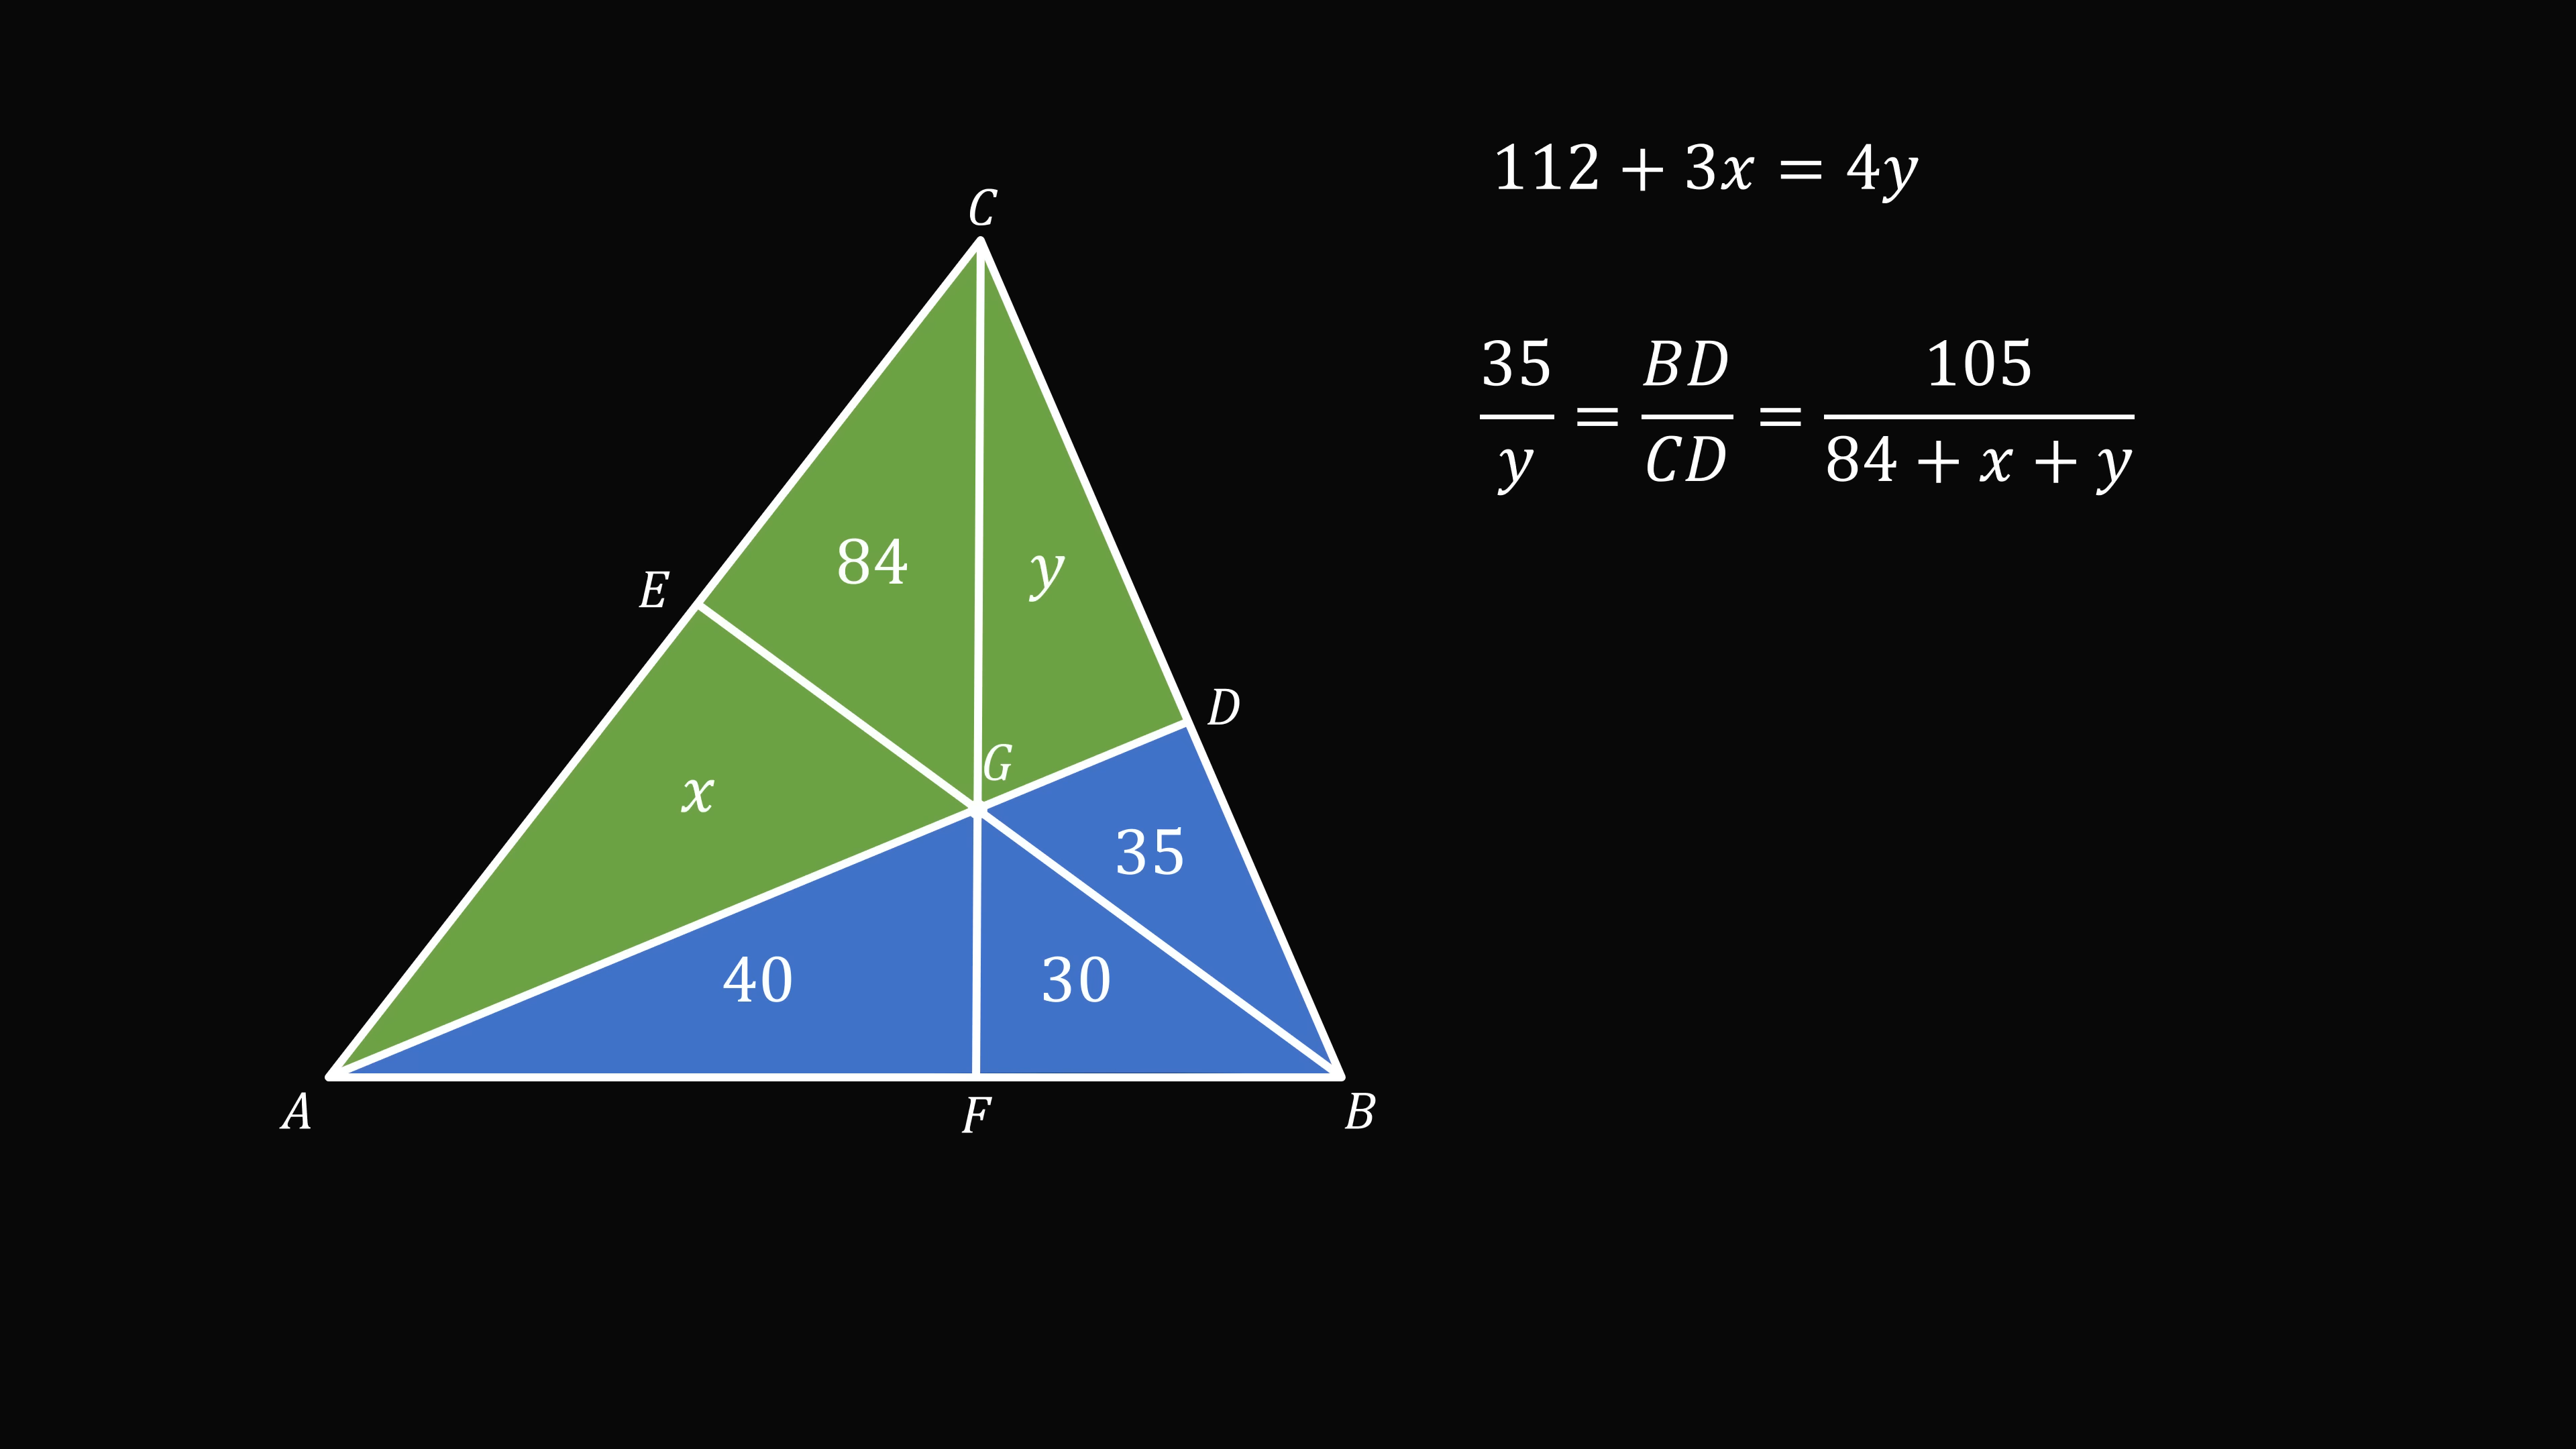 112 + 3x = 4y
C
35/y = BD/CD = 105/(84 + x + y)
84 y
E
D
G
x
35
40 30
A F B